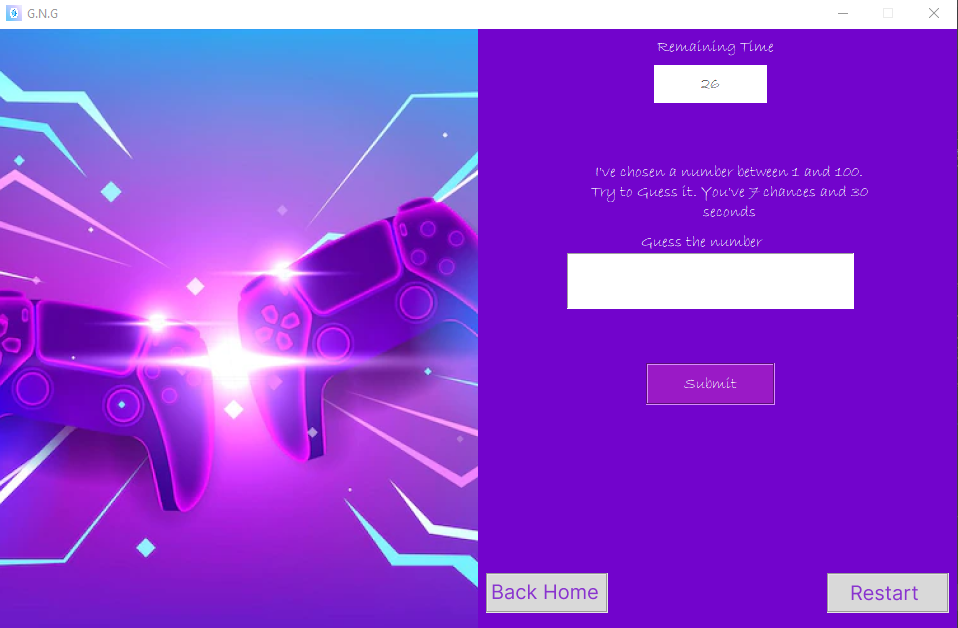 G.N.G
Remaining Time
26
I've chosen a number between 1 and 100.
Try to Guess it. You've 7 chances and 30
seconds
Guess the number
Submit
Back Home
Restart